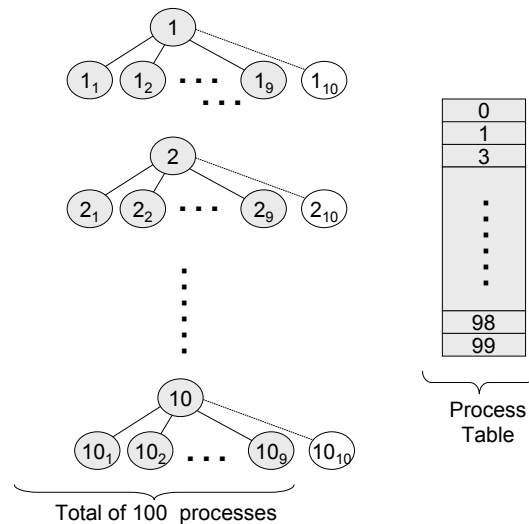 1
1₁ 1₂ ... 1₉ 1₁₀
...
2
2₁ 2₂ ... 2₉ 2₁₀
10
10₁ 10₂ ... 10₉ 10₁₀
Total of 100 processes
0
1
3
98
99
Process
Table